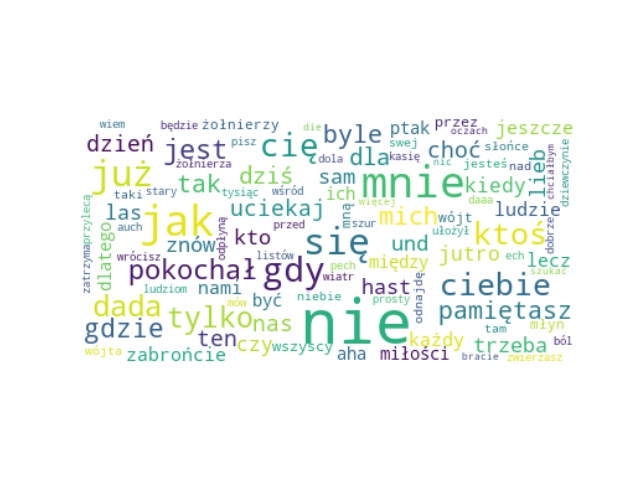 wiem będzie żołnierzy die byle ptak przez oczach jeszcze
dzień jest pisz cię swej choć słońce
żołnierza dola dla kasię nic jesteś nad
już tak dziś sam mnie kiedy lieb chciałbym dziewczynie
taki stary tysiąc wśród ich więcej daaa
las jak uciekaj mną mich wójt ludzie
auch odpłyną przed szur ułożył ktoś dobrze
zatrzyma przylecą dlatego znów kto się und
wrócisz listów między jutro ech lecz
pokochał gdy pech wiatr odnajdę szukać
ludziom nami być niebie hast prosty ciebie
dada mów nie pamiętasz
gdzie tylko nas tam młyn
ten czy wszyscy każdy trzeba ból
wójta zabrońcie aha miłości bracie zwierzasz